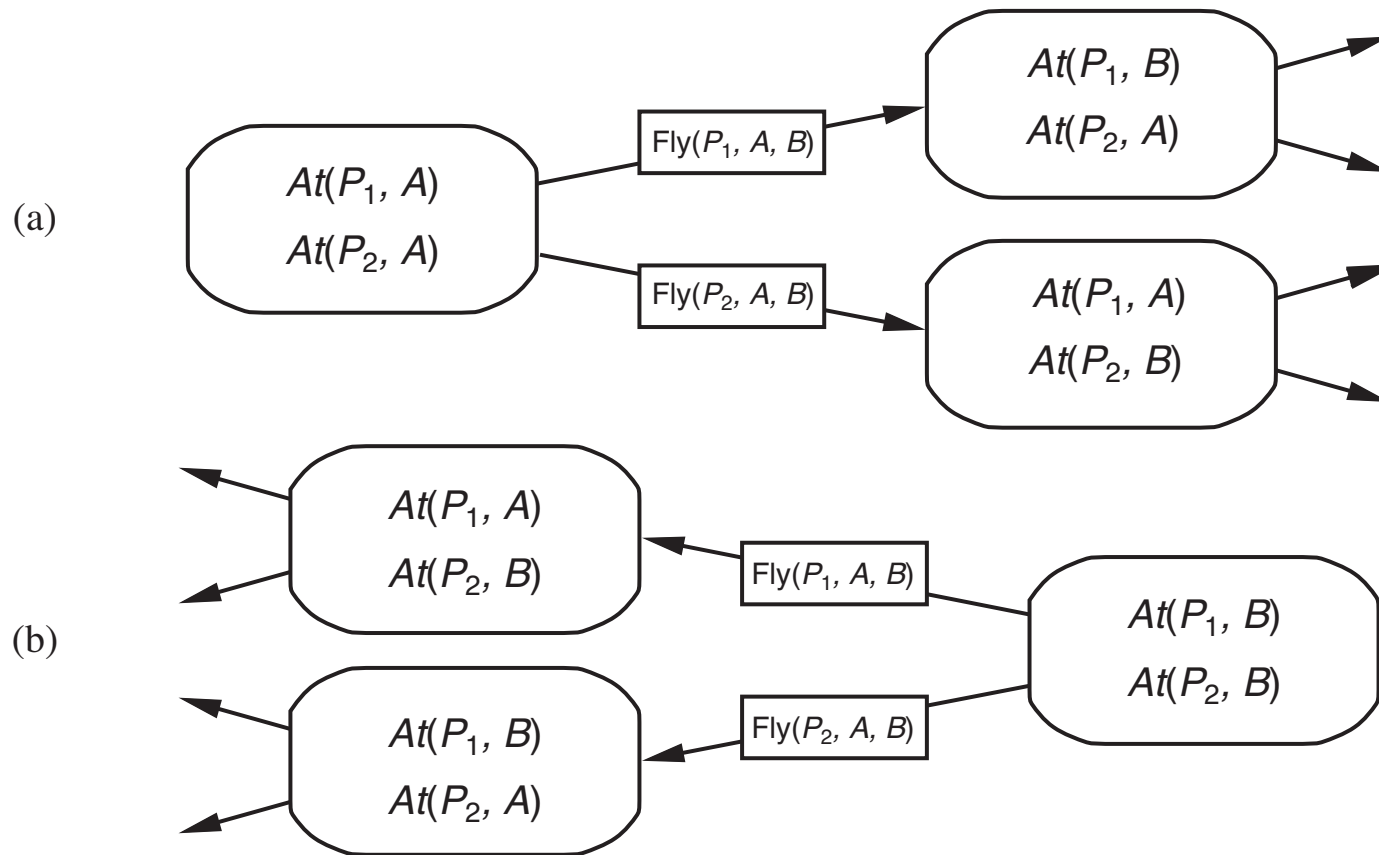 (a)
At(P₁, A)
At(P₂, A)
Fly(P₁, A, B)
Fly(P₂, A, B)
At(P₁, B)
At(P₂, A)
At(P₁, A)
At(P₂, B)
(b)
At(P₁, A)
At(P₂, B)
At(P₁, B)
At(P₂, A)
Fly(P₁, A, B)
Fly(P₂, A, B)
At(P₁, B)
At(P₂, B)